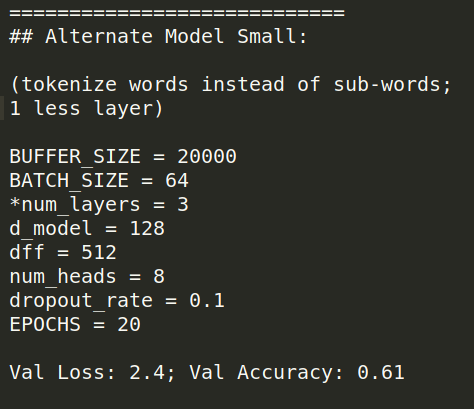 ============================
## Alternate Model Small:
(tokenize words instead of sub-words;
1 less layer)
BUFFER_SIZE = 20000
BATCH_SIZE = 64
*num_layers = 3
d_model = 128
dff = 512
num_heads = 8
dropout_rate = 0.1
EPOCHS = 20
Val Loss: 2.4; Val Accuracy: 0.61